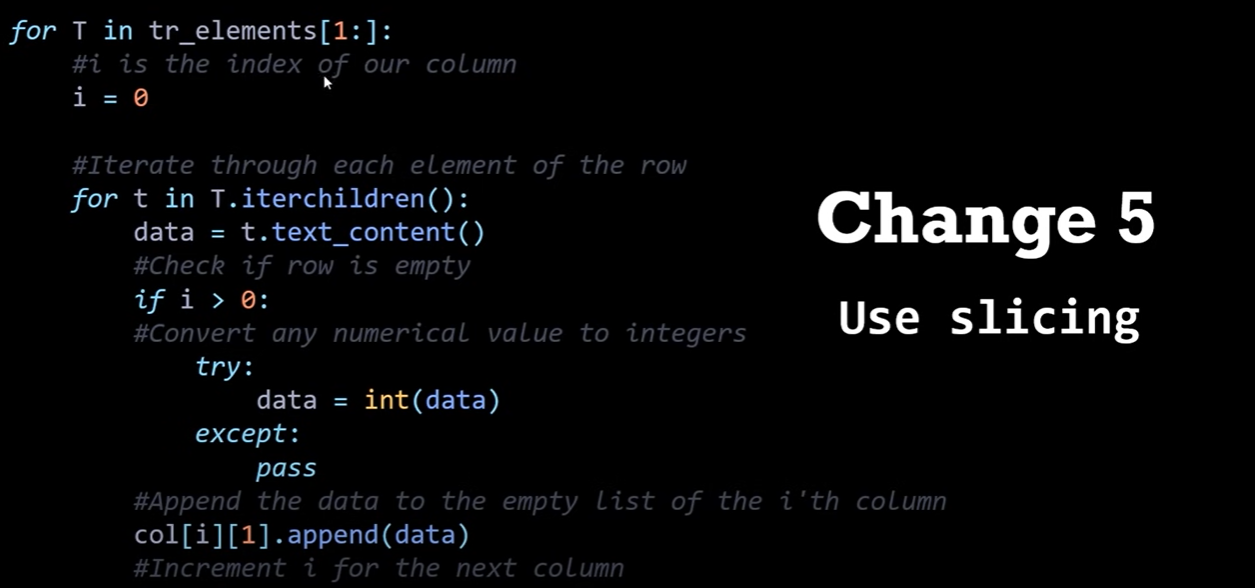 for T in tr_elements[1:]:
    #i is the index of our column
    i = 0
    #Iterate through each element of the row
    for t in T.iterchildren():
        data = t.text_content()
        #Check if row is empty
        if i > 0:
        #Convert any numerical value to integers
            try:
                data = int(data)
            except:
                pass
        #Append the data to the empty list of the i'th column
        col[i][1].append(data)
        #Increment i for the next column
Change 5
Use slicing